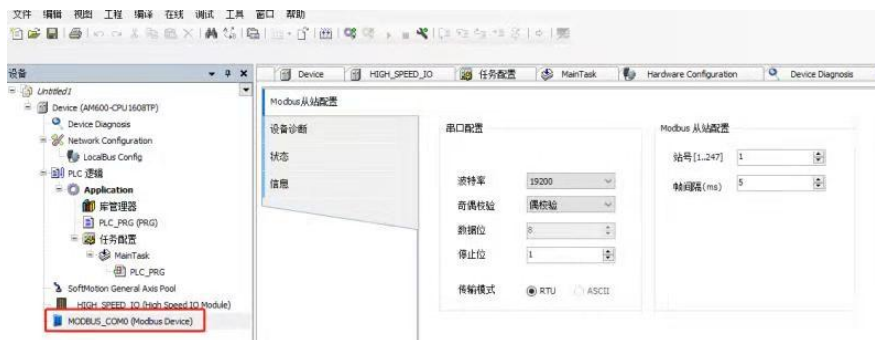 文件 编辑 视图 工程 编译 在线 调试 工具 窗口 帮助
设备
Device
HIGH_SPEED_IO
任务配置
MainTask
Hardware Configuration
Device Diagnosis
Untitled1
Device (AM600-CPU1608TP)
Device Diagnosis
Network Configuration
LocalBus Config
PLC 逻辑
Application
库管理器
PLC_PRG (PRG)
任务配置
MainTask
PLC_PRG
SoftMotion General Axis Pool
HIGH_SPEED_IO (High Speed IO Module)
MODBUS_COM0 (Modbus Device)
Modbus从站配置
设备诊断
状态
信息
串口配置
波特率 19200
奇偶校验 偶校验
数据位 8
停止位 1
传输模式 RTU ASCII
Modbus 从站配置
站号[1..247] 1
帧间隔(ms) 5